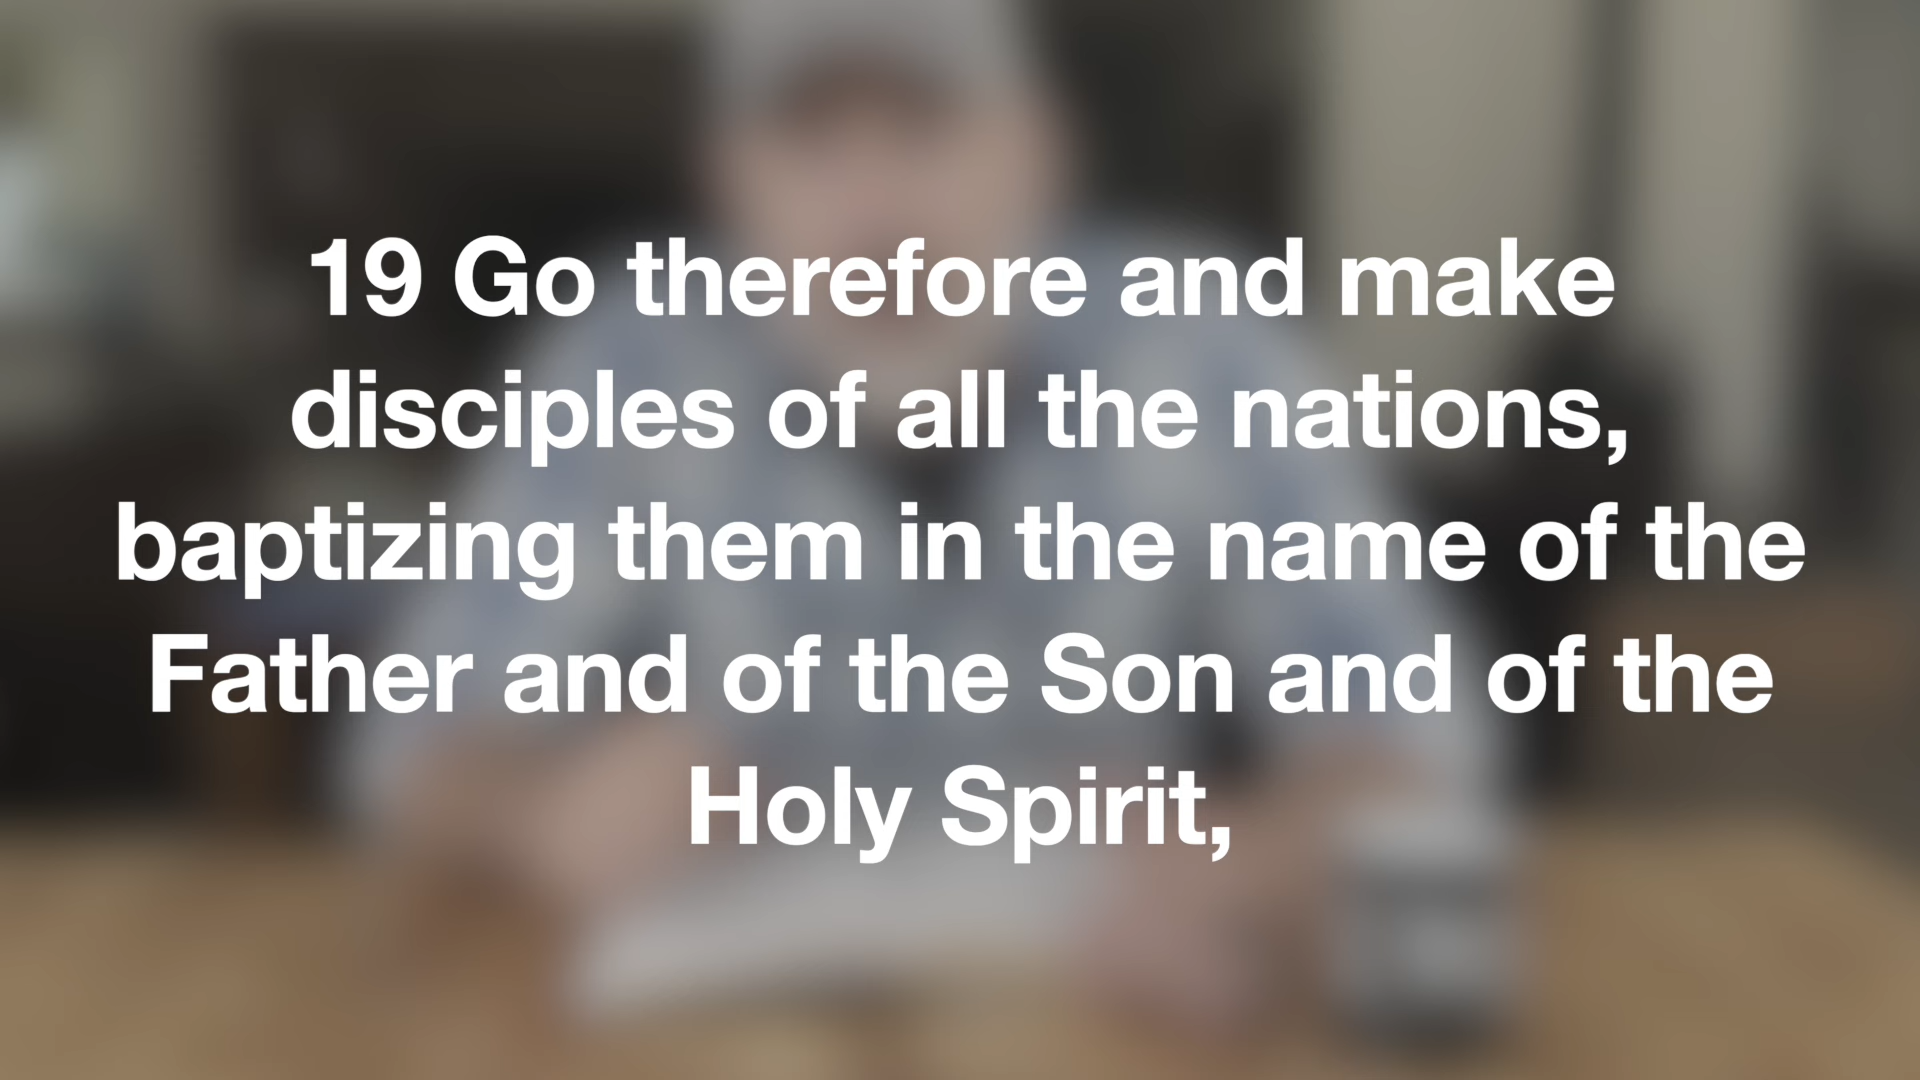 19 Go therefore and make
disciples of all the nations,
baptizing them in the name of the
Father and of the Son and of the
Holy Spirit,